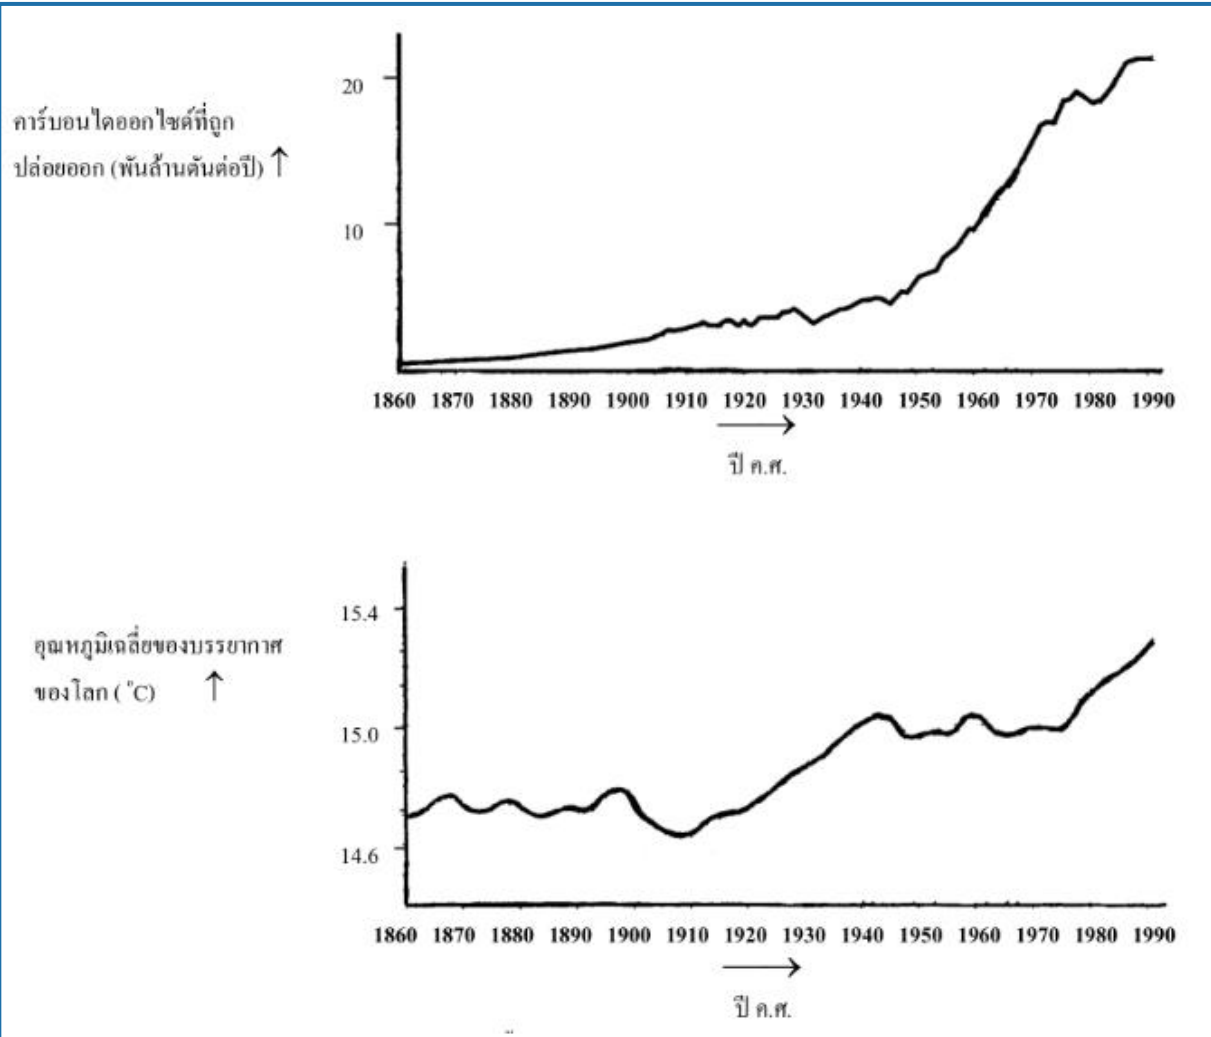 20
คาร์บอนไดออกไซด์ที่ถูก
ปล่อยออก (พันล้านตันต่อปี) ↑
10
1860 1870 1880 1890 1900 1910 1920 1930 1940 1950 1960 1970 1980 1990
ปี ค.ศ.
15.4
อุณหภูมิเฉลี่ยของบรรยากาศ
ของโลก ( °C) ↑
15.0
14.6
1860 1870 1880 1890 1900 1910 1920 1930 1940 1950 1960 1970 1980 1990
ปี ค.ศ.